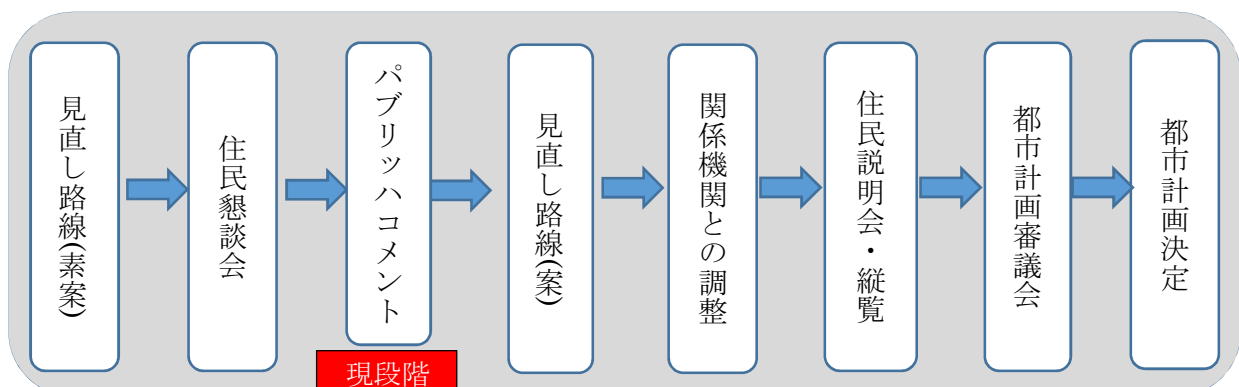 見直し路線(素案)
住民懇談会
パブリッハコメント
現段階
見直し路線(案)
関係機関との調整
住民説明会・縦覧
都市計画審議会
都市計画決定